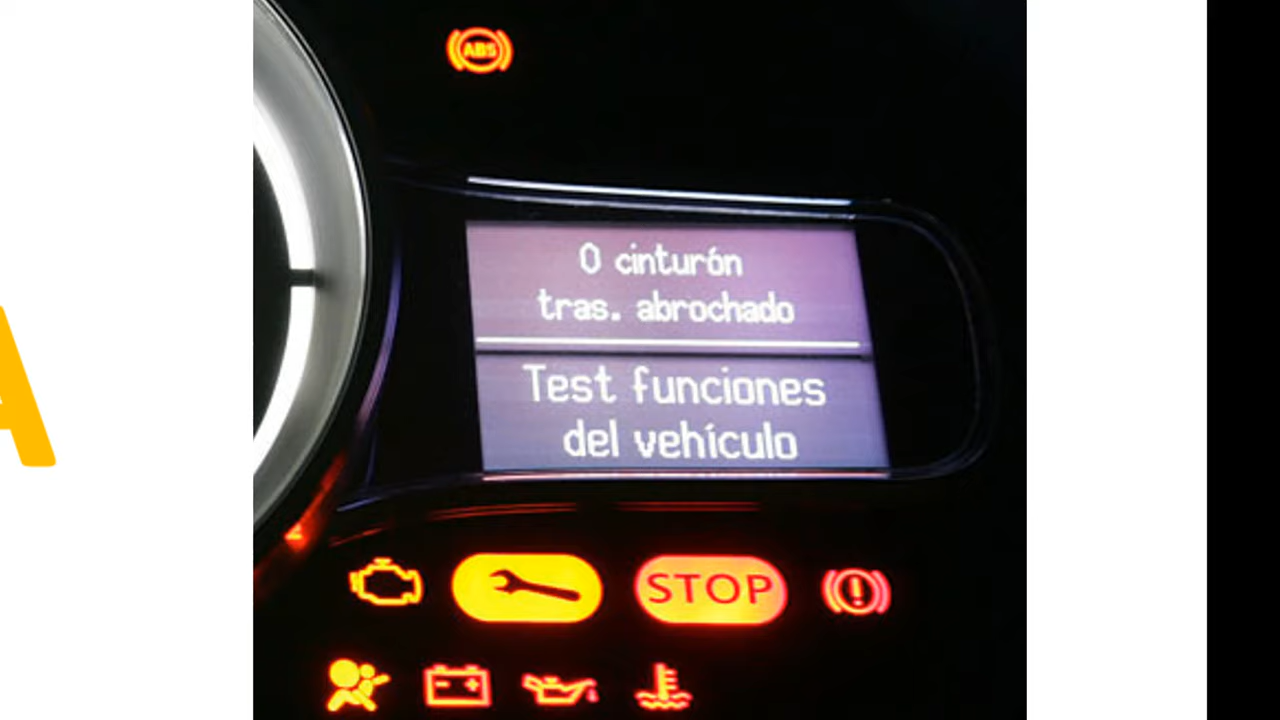 ABS
0 cinturón
tras. abrochado
Test funciones
del vehículo
STOP
A